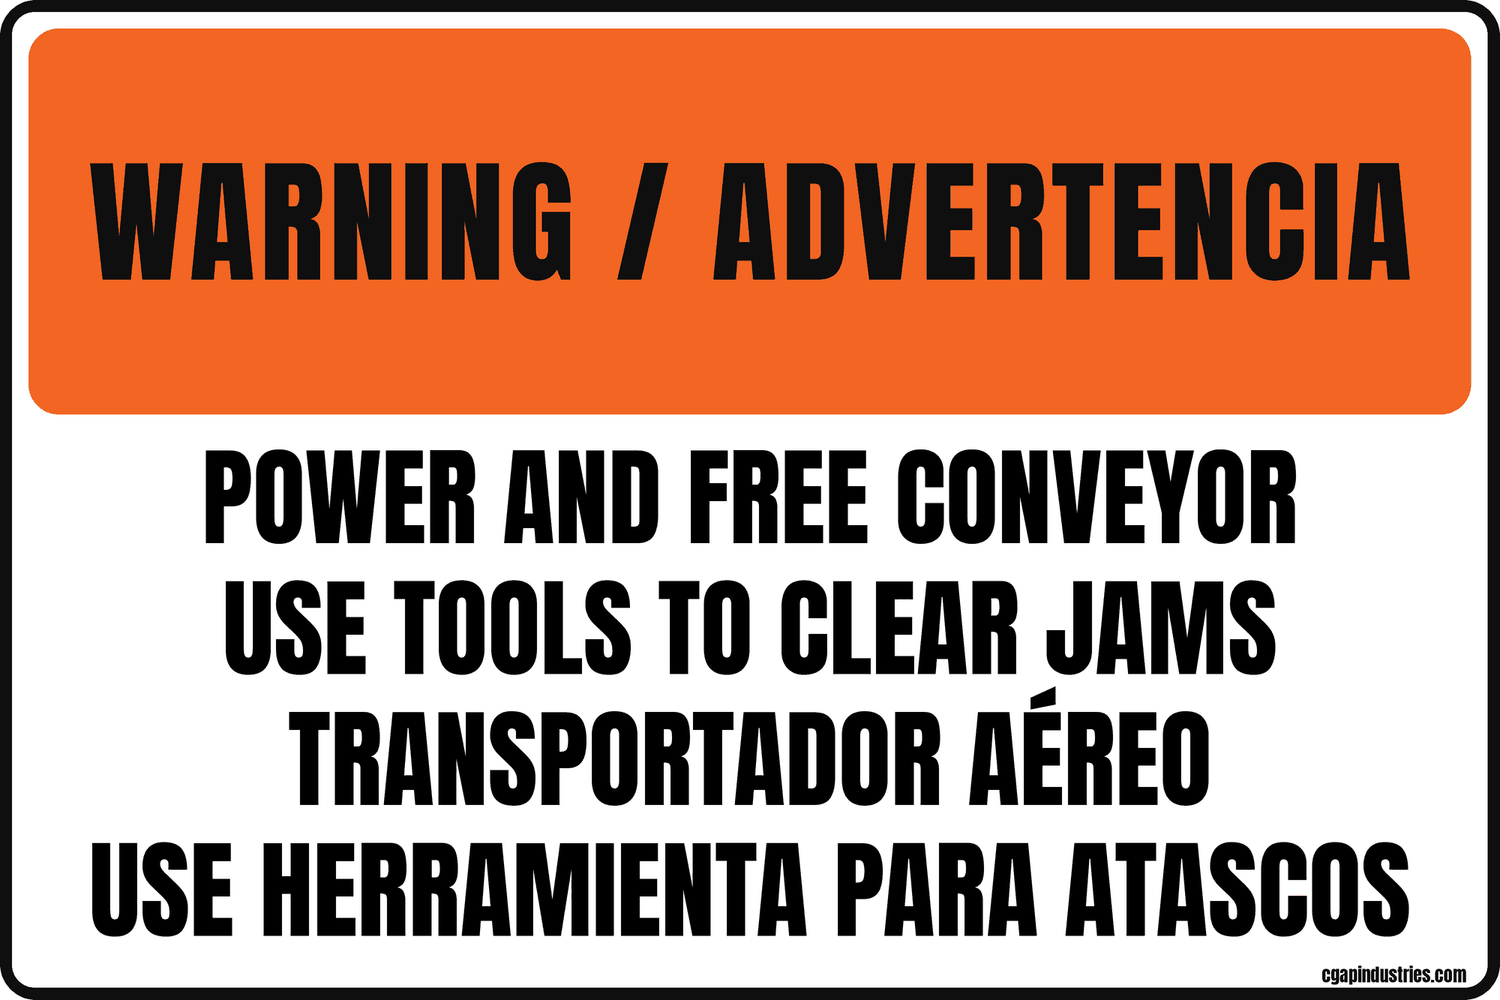 WARNING / ADVERTENCIA
POWER AND FREE CONVEYOR
USE TOOLS TO CLEAR JAMS
TRANSPORTADOR AÉREO
USE HERRAMIENTA PARA ATASCOS
cgapindustries.com